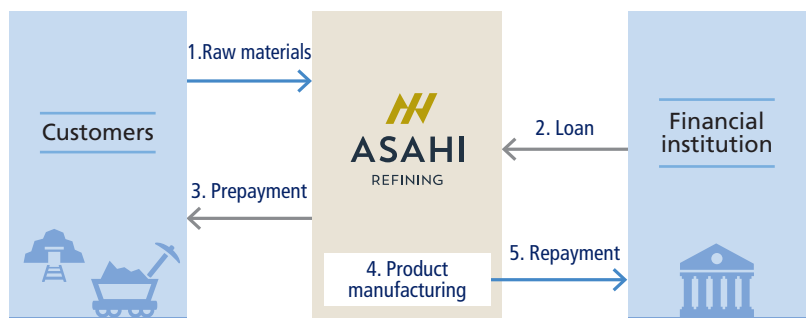 1.Raw materials
Customers
3. Prepayment
ASAHI
REFINING
4. Product
manufacturing
2. Loan
5. Repayment
Financial
institution